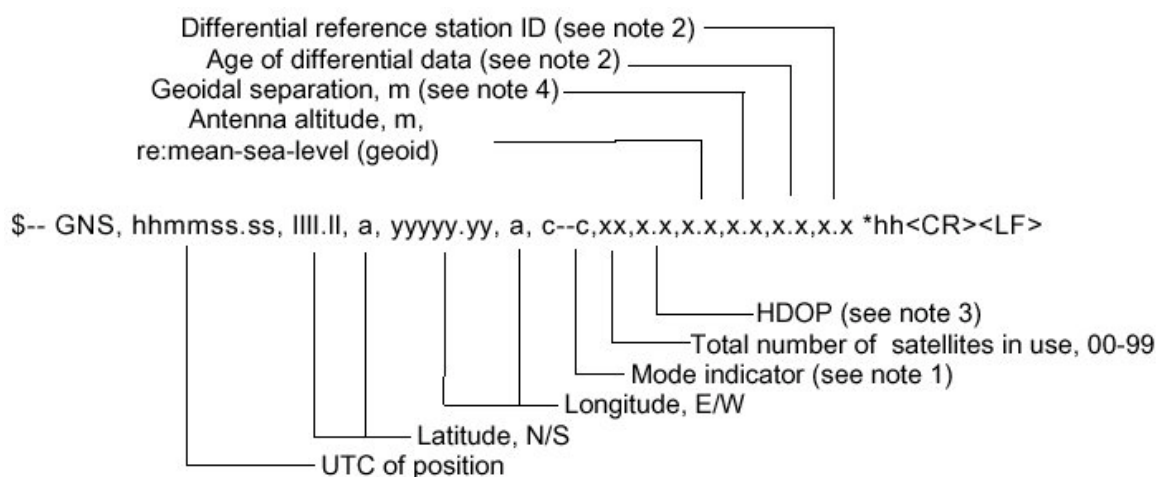 Differential reference station ID (see note 2)
Age of differential data (see note 2)
Geoidal separation, m (see note 4)
Antenna altitude, m,
re:mean-sea-level (geoid)
$-- GNS, hhmmss.ss, llll.ll, a, yyyyy.yy, a, c--c,xx,x.x,x.x,x.x,x.x,x.x *hh<CR><LF>
HDOP (see note 3)
Total number of satellites in use, 00-99
Mode indicator (see note 1)
Longitude, E/W
Latitude, N/S
UTC of position